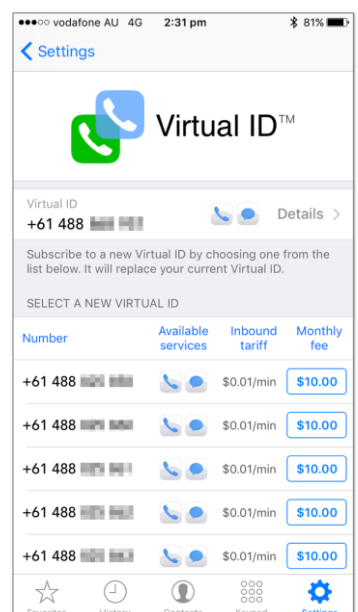 vodafone AU 4G 2:31 pm 81%
Settings
Virtual ID™
Virtual ID
+61 488
Details
Subscribe to a new Virtual ID by choosing one from the
list below. It will replace your current Virtual ID.
SELECT A NEW VIRTUAL ID
Number Available services Inbound tariff Monthly fee
+61 488 $0.01/min $10.00
+61 488 $0.01/min $10.00
+61 488 $0.01/min $10.00
+61 488 $0.01/min $10.00
+61 488 $0.01/min $10.00
Favorites History Contacts Keypad Settings